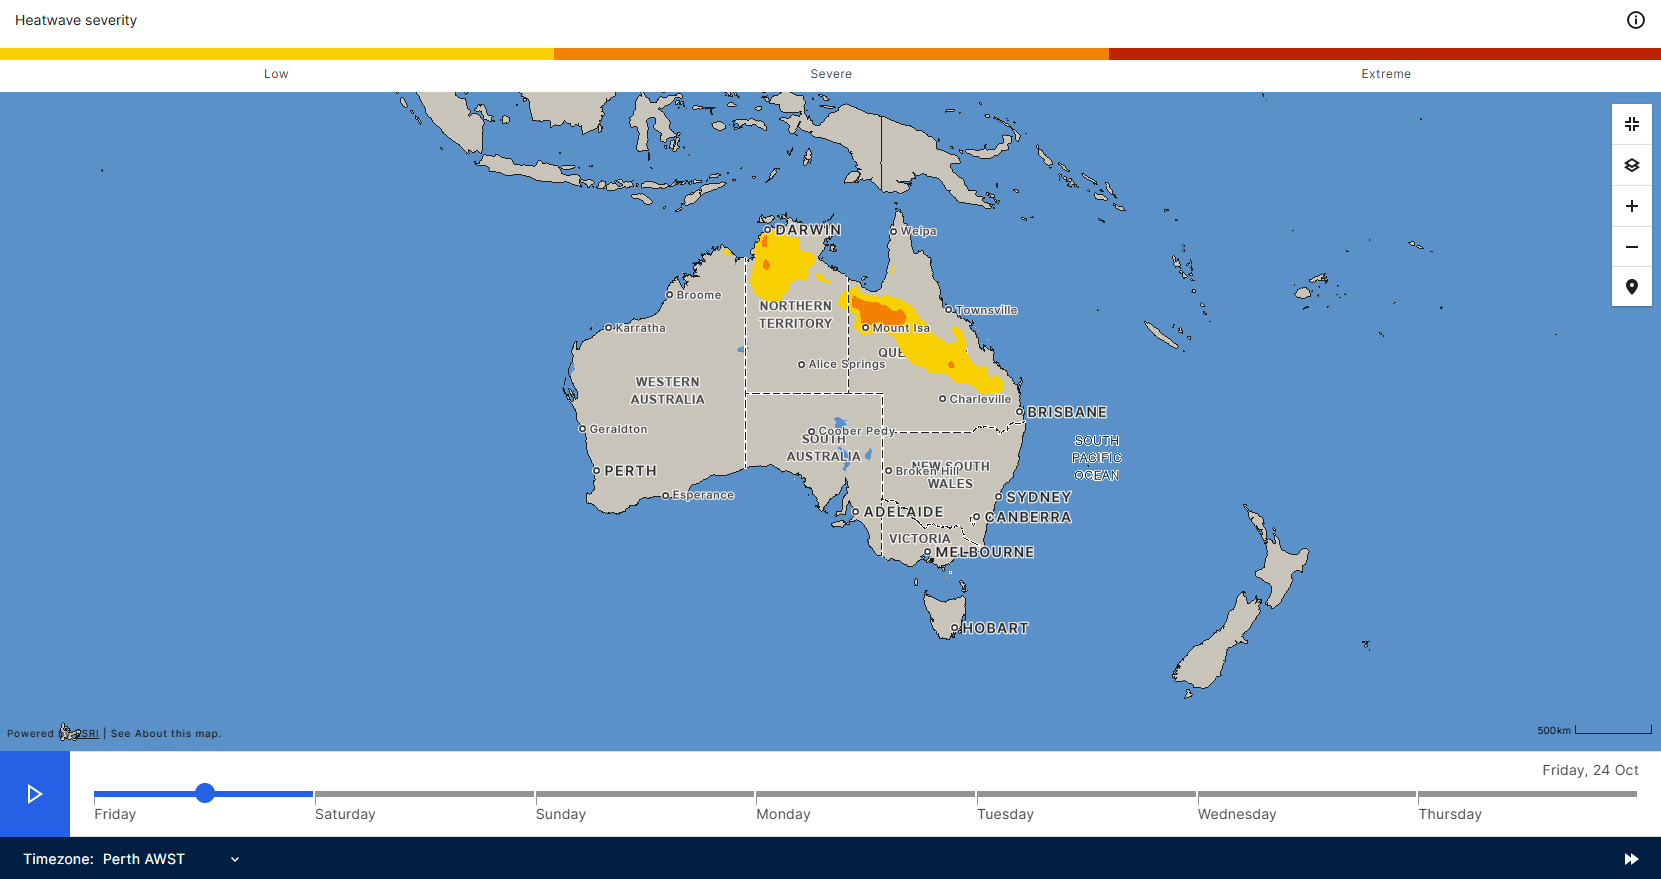 Heatwave severity
Low
Severe
Extreme
DARWIN
Weipa
Broome
NORTHERN
TERRITORY
Townsville
Karratha
Mount Isa
QUE
Alice Springs
WESTERN
AUSTRALIA
Charleville
BRISBANE
Geraldton
Coober Pedy
SOUTH
AUSTRALIA
SOUTH
PACIFIC
OCEAN
PERTH
Broken Hill
NEW SOUTH
WALES
Esperance
SYDNEY
ADELAIDE
CANBERRA
VICTORIA
MELBOURNE
HOBART
Powered by ESRI | See About this map.
500km
Friday, 24 Oct
Friday
Saturday
Sunday
Monday
Tuesday
Wednesday
Thursday
Timezone: Perth AWST